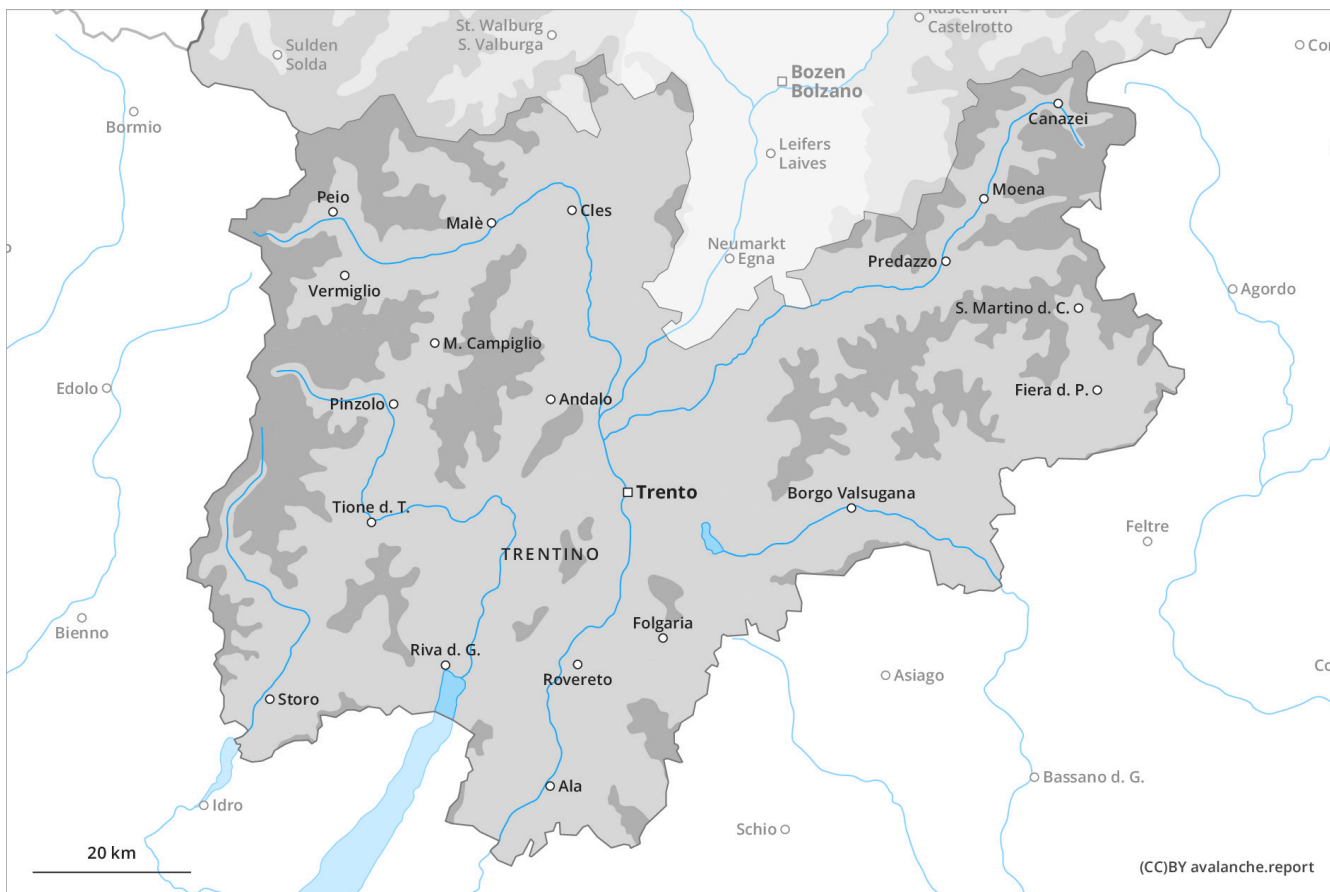 Kastelruth
Castelrotto
St. Walburg
S. Valburga
Sulden
Solda
Bozen
Bolzano
Bormio
Canazei
Leifers
Laives
Moena
Peio
Malè
Cles
Neumarkt
Egna
Predazzo
Vermiglio
Agordo
S. Martino d. C.
M. Campiglio
Edolo
Pinzolo
Andalo
Fiera d. P.
Trento
Borgo Valsugana
Tione d. T.
Feltre
TRENTINO
Bienno
Folgaria
Riva d. G.
Rovereto
Asiago
Storo
Ala
Bassano d. G.
Idro
Schio
20 km
(CC)BY avalanche.report